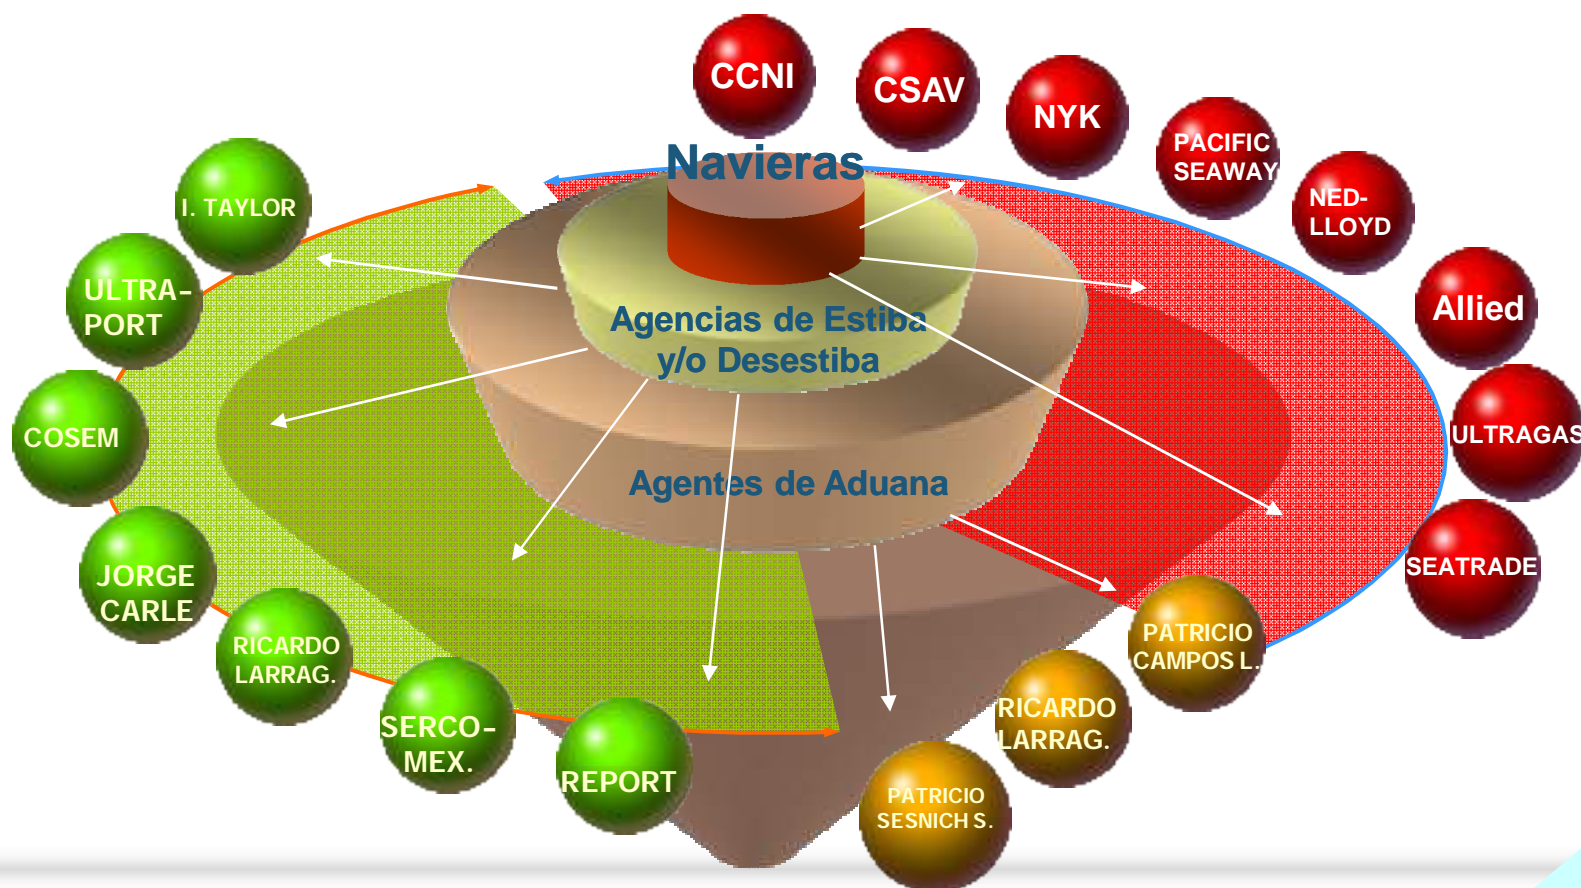 CCNI
CSAV
NYK
PACIFIC
SEAWAY
NED-
LLOYD
Allied
ULTRAGAS
SEATRADE
Navieras
Agencias de Estiba
y/o Desestiba
Agentes de Aduana
I. TAYLOR
ULTRA-
PORT
COSEM
JORGE
CARLE
RICARDO
LARRAG.
SERCO-
MEX.
REPORT
PATRICIO
CAMPOS L.
RICARDO
LARRAG.
PATRICIO
SESNICH S.